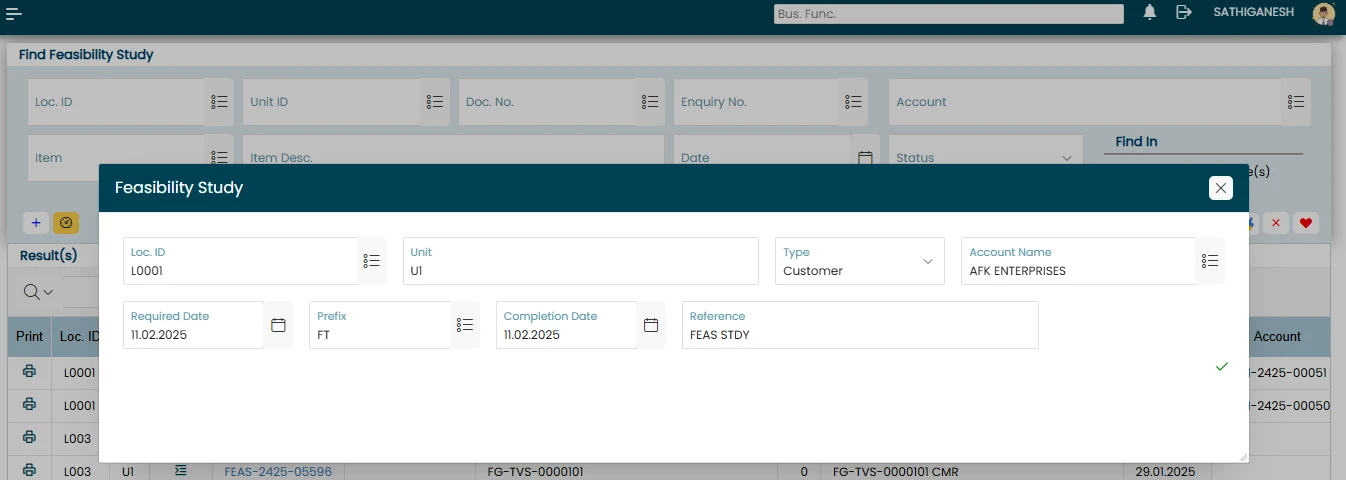 Bus. Func.
SATHIGANESH
Find Feasibility Study
Loc. ID
Unit ID
Doc. No.
Enquiry No.
Account
Item
Item Desc.
Date
Status
Find In
e(s)
Feasibility Study
Loc. ID
L0001
Unit
U1
Type
Customer
Account Name
AFK ENTERPRISES
Required Date
11.02.2025
Prefix
FT
Completion Date
11.02.2025
Reference
FEAS STDY
Result(s)
Print Loc. ID Account
L0001 -2425-00051
L0001 -2425-00050
L003
L003 U1 FEAS-2425-05596 FG-TVS-0000101 0 FG-TVS-0000101 CMR 29.01.2025